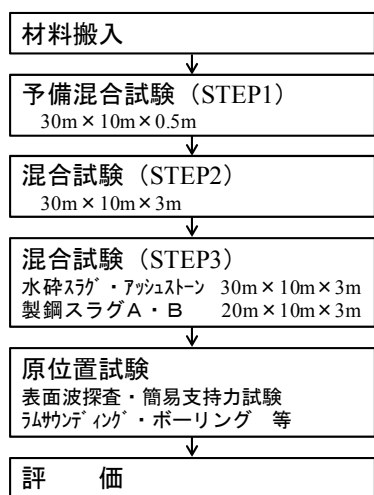 材料搬入
予備混合試験（STEP1）
30m×10m×0.5m
混合試験（STEP2）
30m×10m×3m
混合試験（STEP3）
水砕ｽﾗｸﾞ・ｱｯｼｭｽﾄｰﾝ 30m×10m×3m
製鋼スラグA・B 20m×10m×3m
原位置試験
表面波探査・簡易支持力試験
ﾗﾑｻｳﾝﾃﾞｨﾝｸﾞ・ボーリング 等
評　価